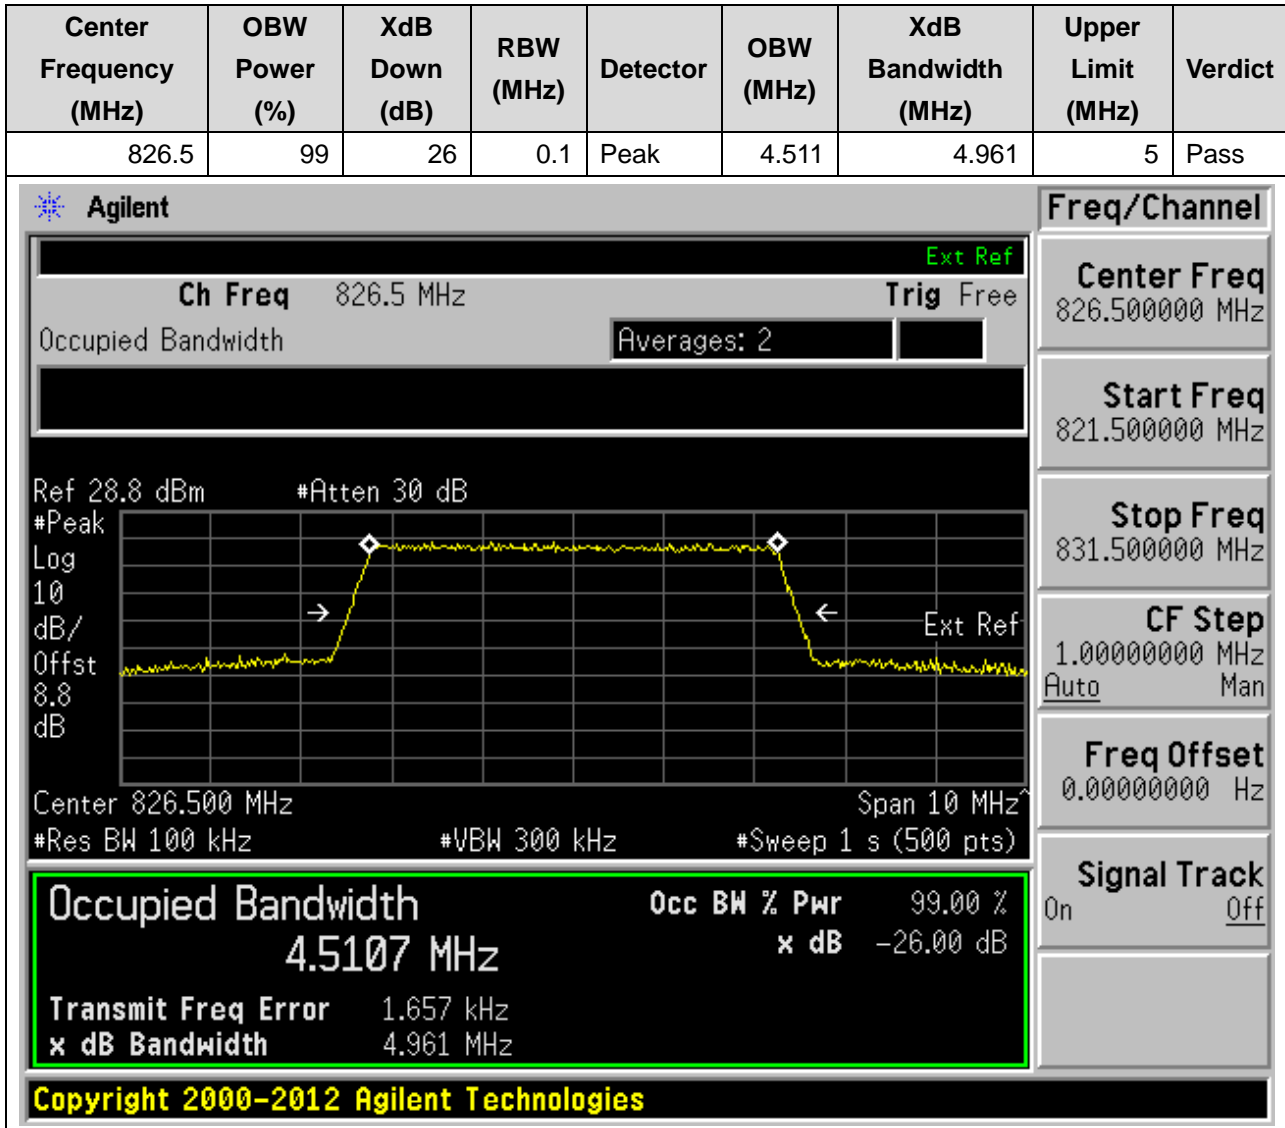 Center Frequency (MHz) OBW Power (%) XdB Down (dB) RBW (MHz) Detector OBW (MHz) XdB Bandwidth (MHz) Upper Limit (MHz) Verdict
826.5 99 26 0.1 Peak 4.511 4.961 5 Pass
Agilent
Freq/Channel
Ext Ref
Ch Freq 826.5 MHz Trig Free
Occupied Bandwidth Averages: 2
Center Freq
826.500000 MHz
Start Freq
821.500000 MHz
Stop Freq
831.500000 MHz
CF Step
1.00000000 MHz
Auto Man
Freq Offset
0.00000000 Hz
Signal Track
On Off
Ref 28.8 dBm #Atten 30 dB
#Peak
Log
10
dB/
Offst
8.8
dB
Ext Ref
Center 826.500 MHz Span 10 MHz^
#Res BW 100 kHz #VBW 300 kHz #Sweep 1 s (500 pts)
Occupied Bandwidth Occ BW % Pwr 99.00 %
4.5107 MHz x dB -26.00 dB
Transmit Freq Error 1.657 kHz
x dB Bandwidth 4.961 MHz
Copyright 2000-2012 Agilent Technologies